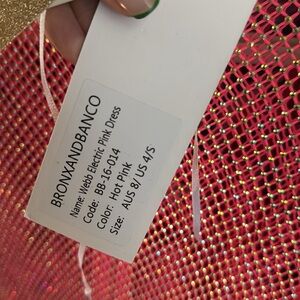 BRONXANDBANCO
Name: Webb Electric Pink Dress
Code: BB-16-014
Color: Hot Pink
Size: AUS 8/ US 4/S